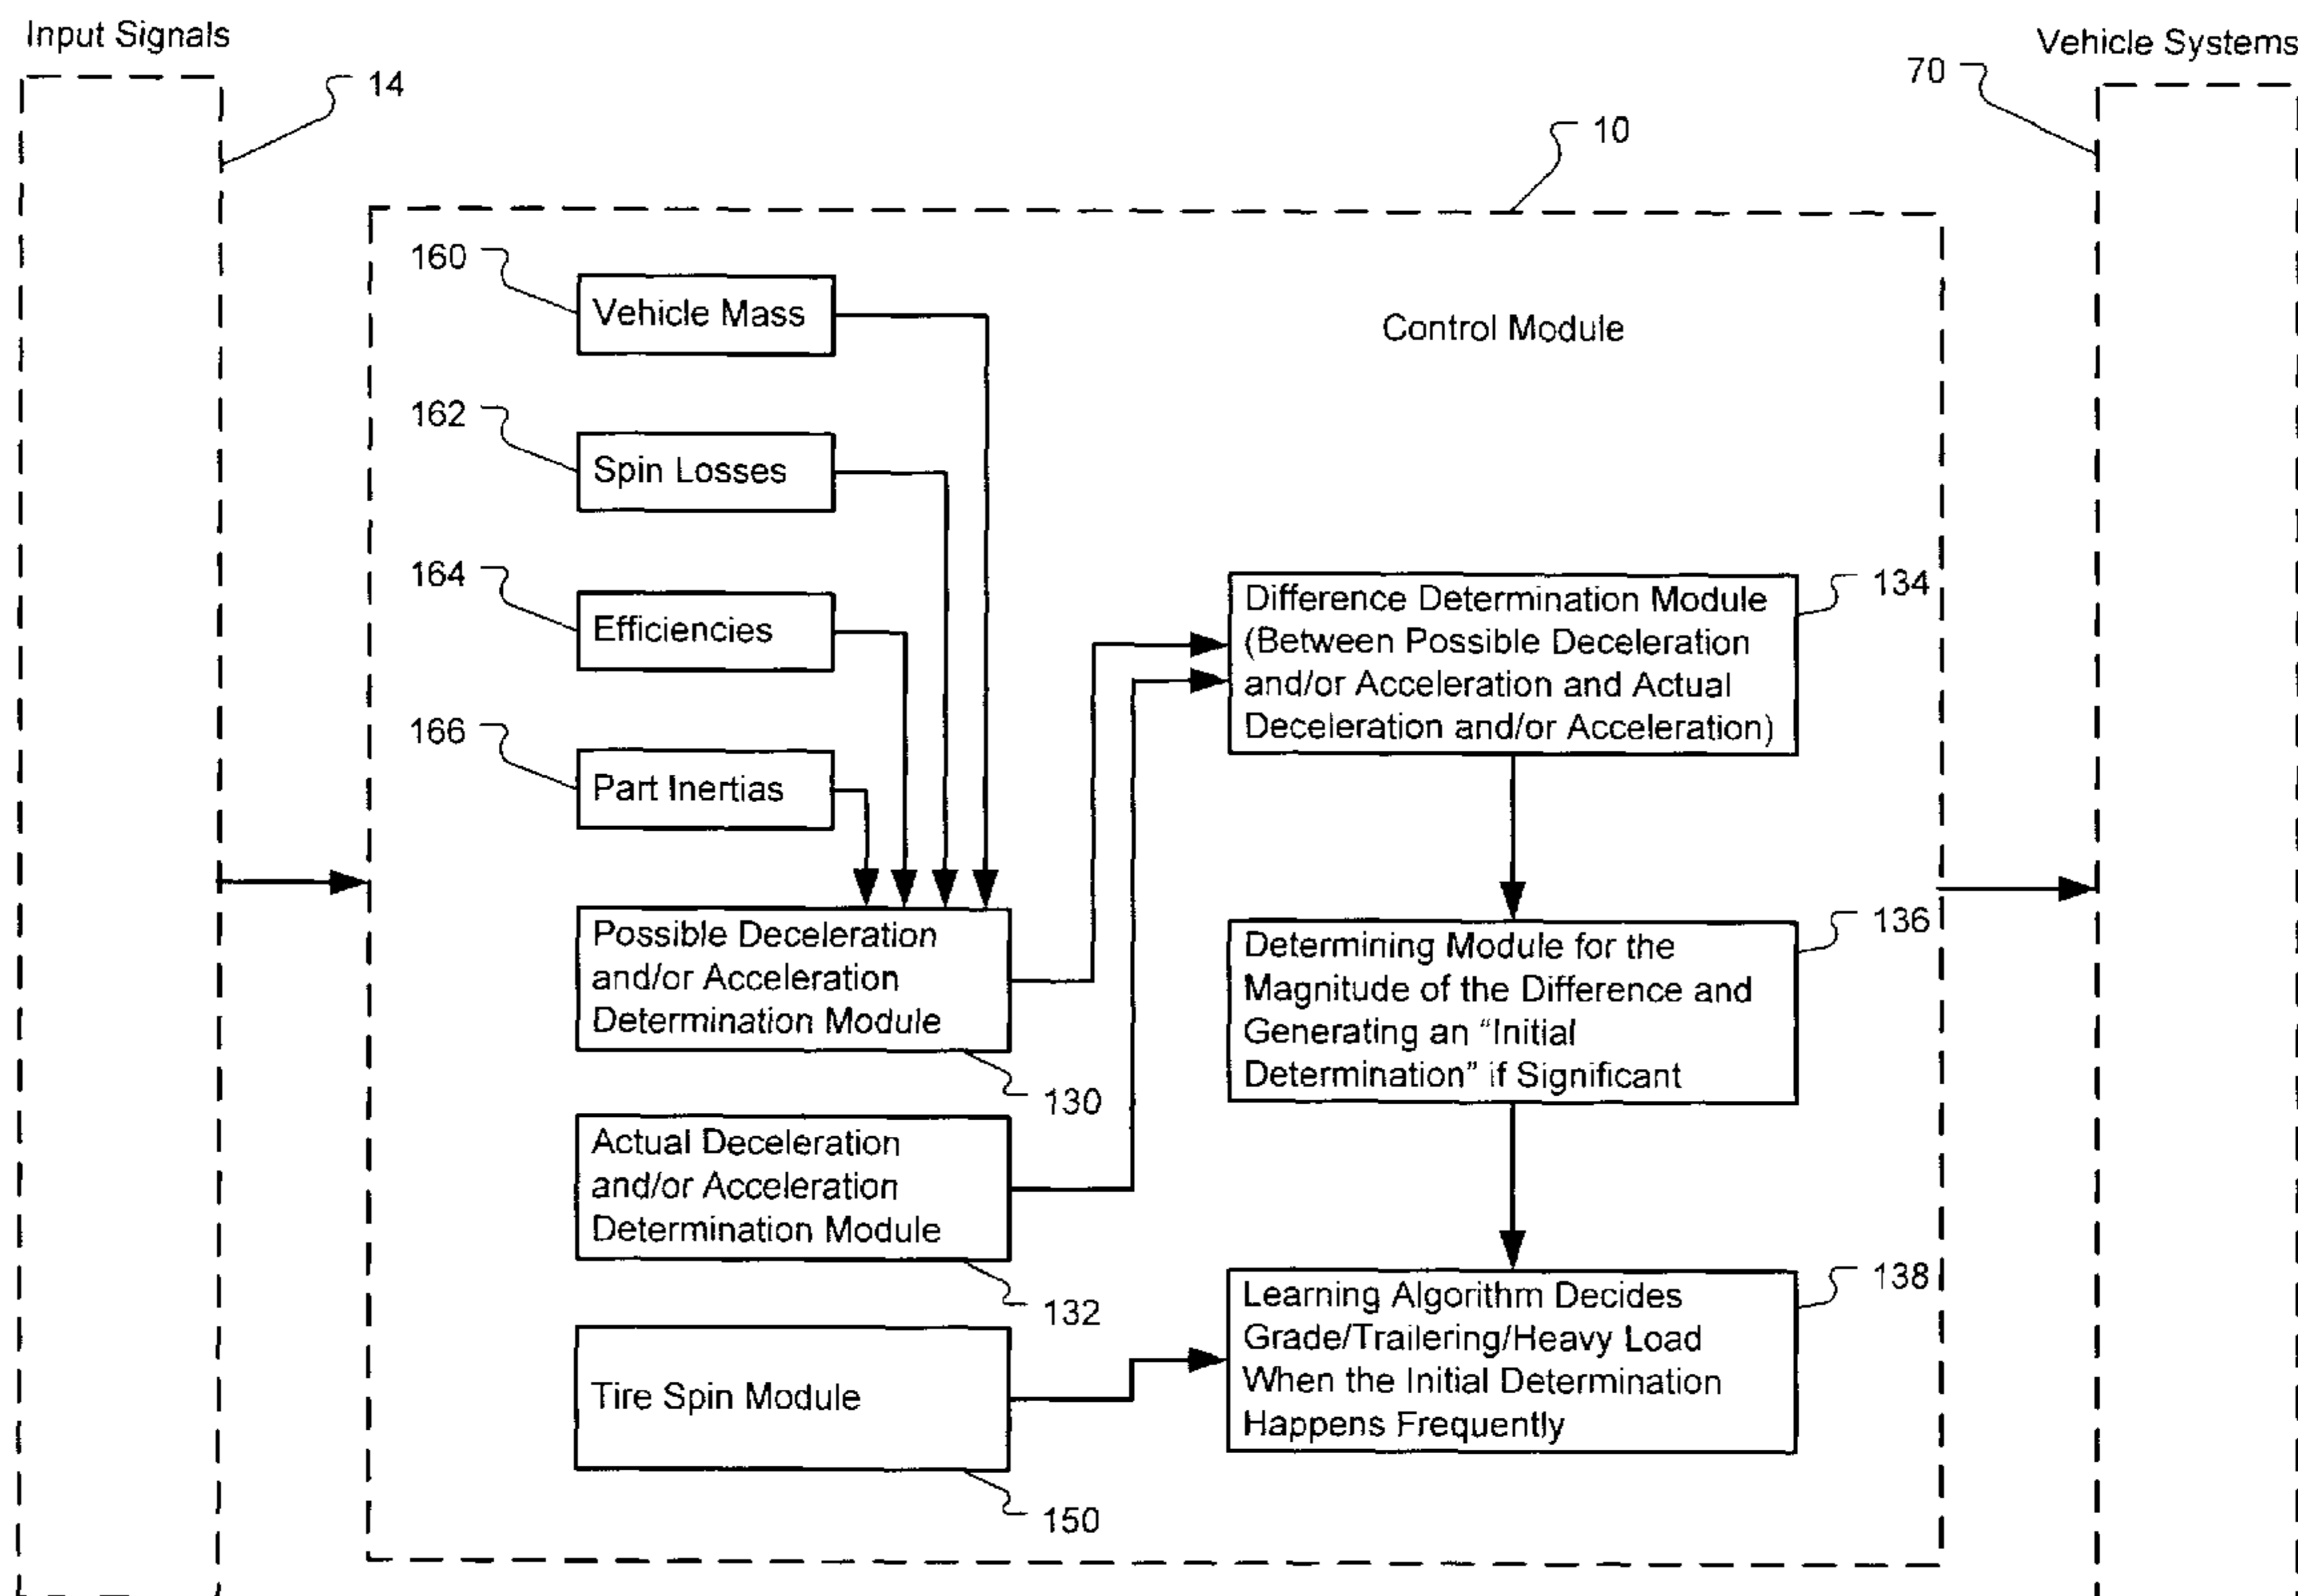 Input Signals
Vehicle Systems
14
70
10
160
Vehicle Mass
Control Module
162
Spin Losses
164
Efficiencies
166
Part Inertias
Difference Determination Module
(Between Possible Deceleration
and/or Acceleration and Actual
Deceleration and/or Acceleration)
134
Possible Deceleration
and/or Acceleration
Determination Module
130
Determining Module for the
Magnitude of the Difference and
Generating an “Initial
Determination” if Significant
136
Actual Deceleration
and/or Acceleration
Determination Module
132
Learning Algorithm Decides
Grade/Trailering/Heavy Load
When the Initial Determination
Happens Frequently
138
Tire Spin Module
150